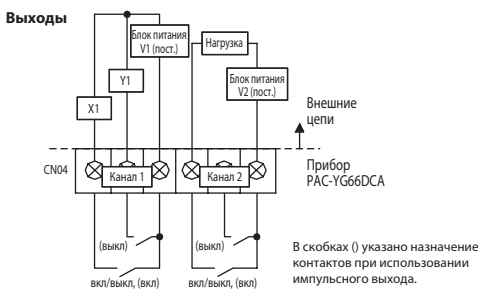 Выходы
Блок питания
V1 (пост.)
Нагрузка
Y1
Блок питания
V2 (пост.)
X1
Внешние
цепи
CN04
Канал 1
Канал 2
Прибор
PAC-YG66DCA
(выкл)
(выкл)
вкл/выкл, (вкл)
вкл/выкл, (вкл)
В скобках () указано назначение
контактов при использовании
импульсного выхода.